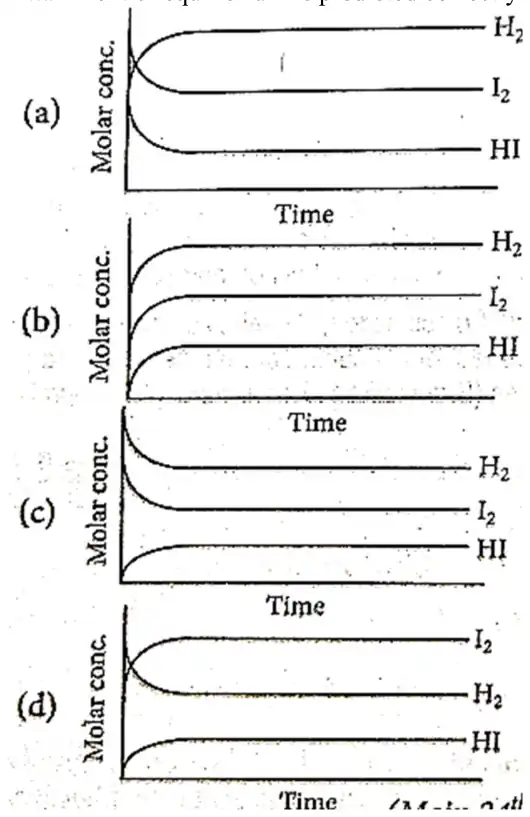 H₂
I₂
HI
(a)
Molar conc.
Time
H₂
I₂
HI
(b)
Molar conc.
Time
H₂
I₂
HI
(c)
Molar conc.
Time
I₂
H₂
HI
(d)
Molar conc.
Time